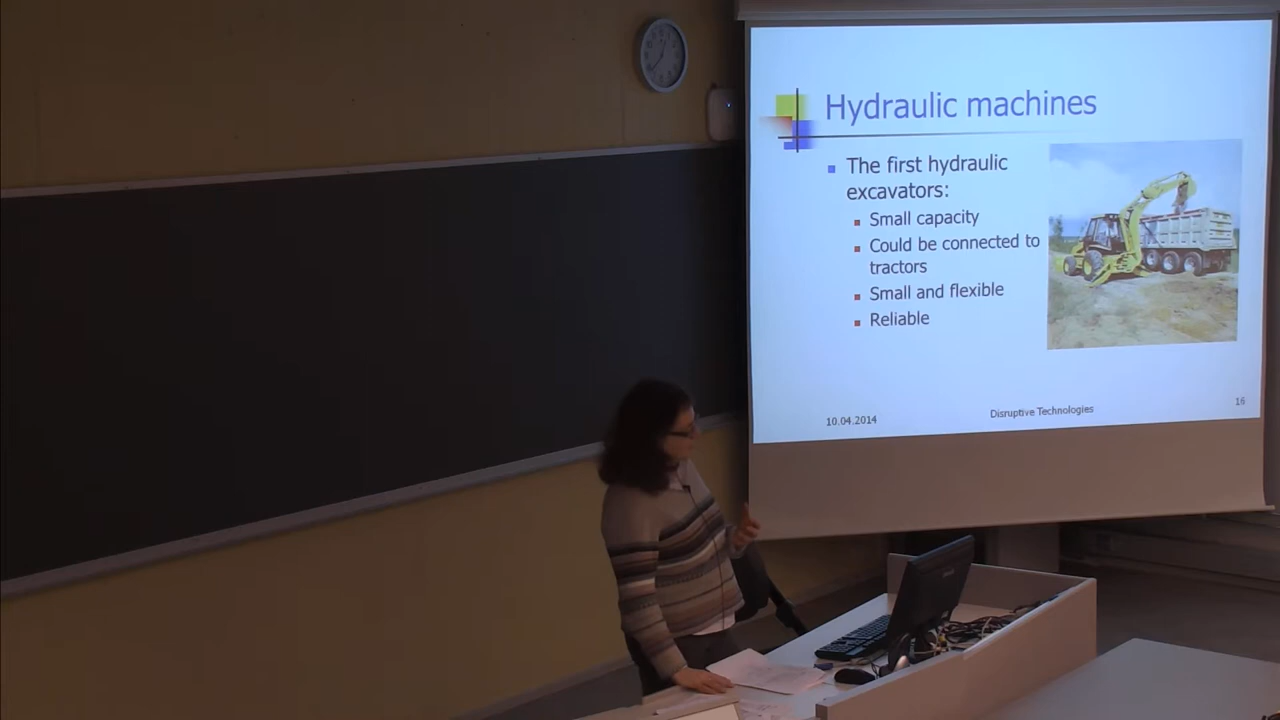 Hydraulic machines
The first hydraulic
excavators:
Small capacity
Could be connected to
tractors
Small and flexible
Reliable
10.04.2014
Disruptive Technologies
16